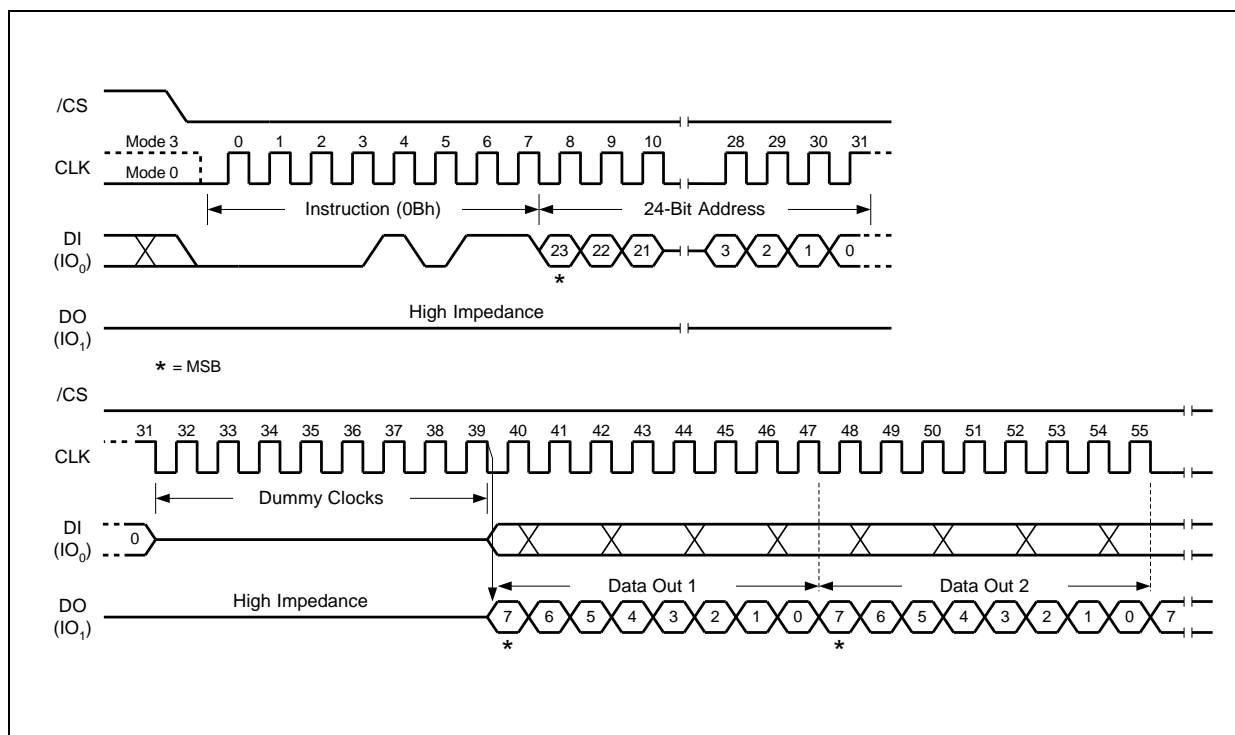 /CS
Mode 3 0 1 2 3 4 5 6 7 8 9 10 28 29 30 31
CLK
Mode 0
Instruction (0Bh) 24-Bit Address
DI
(IO0) 23 22 21 3 2 1 0
*
High Impedance
DO
(IO1)
* = MSB
/CS
31 32 33 34 35 36 37 38 39 40 41 42 43 44 45 46 47 48 49 50 51 52 53 54 55
CLK
Dummy Clocks
DI
(IO0) 0
Data Out 1 Data Out 2
High Impedance
DO
(IO1) 7 6 5 4 3 2 1 0 7 6 5 4 3 2 1 0 7
* *